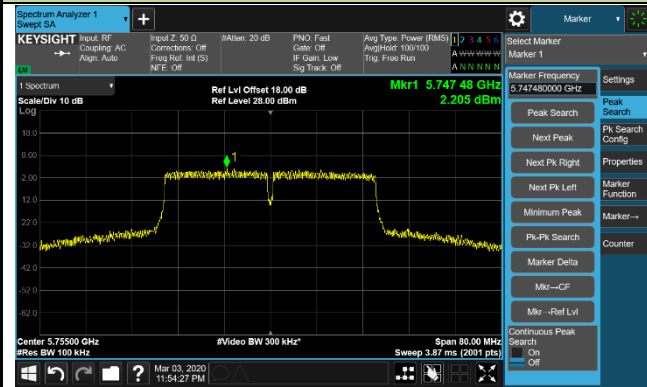 Spectrum Analyzer 1
Swept SA
Marker
KEYSIGHT Input: RF Input Z: 50 Ω #Atten: 20 dB PNO: Fast Avg Type: Power (RMS) 1 2 3 4 5 6
Coupling: AC Corrections: Off Gate: Off Avg|Hold: 100/100 A W W W W W
Align: Auto Freq Ref: Int (S) IF Gain: Low Trig: Free Run
NFE: Off Sig Track: Off A N N N N N
LXI
Select Marker
Marker 1
1 Spectrum
Ref Lvl Offset 18.00 dB Mkr1 5.747 48 GHz
Scale/Div 10 dB Ref Level 28.00 dBm 2.205 dBm
Log
18.0
8.00
-2.00
-12.0
-22.0
-32.0
-42.0
-52.0
-62.0
1
Center 5.75500 GHz #Video BW 300 kHz* Span 80.00 MHz
#Res BW 100 kHz Sweep 3.87 ms (2001 pts)
Marker Frequency
5.747480000 GHz
Peak Search
Next Peak
Next Pk Right
Next Pk Left
Minimum Peak
Pk-Pk Search
Marker Delta
Mkr→CF
Mkr→Ref Lvl
Continuous Peak
Search
On
Off
Settings
Peak
Search
Pk Search
Config
Properties
Marker
Function
Marker→
Counter
Mar 03, 2020
11:54:27 PM